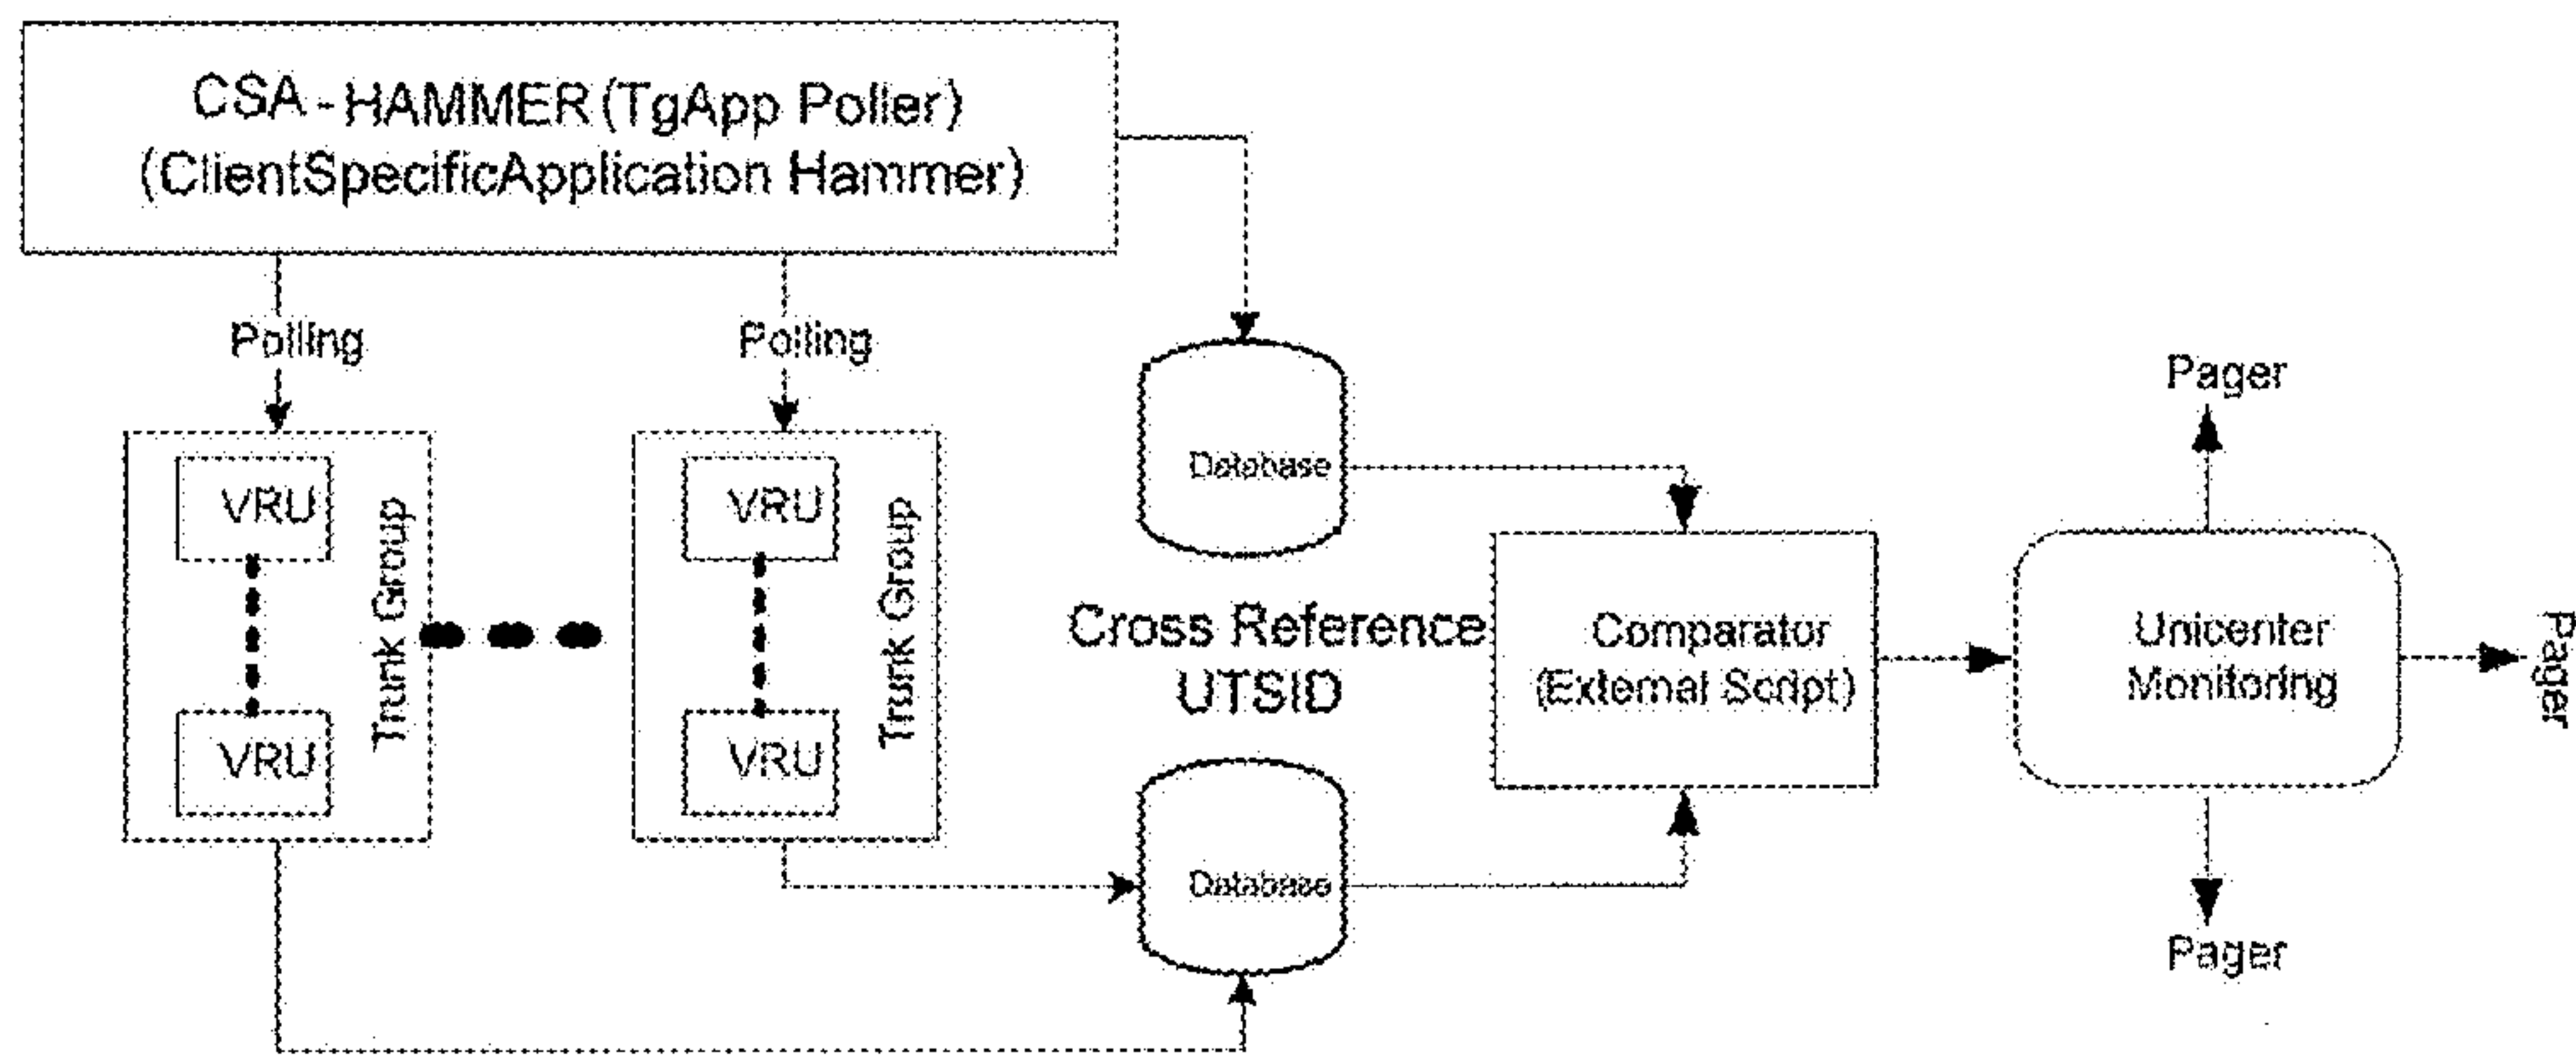 CSA - HAMMER (TgApp Poller)
(ClientSpecificApplication Hammer)
Polling
Polling
VRU
VRU
Trunk Group
VRU
VRU
Trunk Group
Database
Cross Reference
UTSID
Database
Comparator
(External Script)
Unicenter
Monitoring
Pager
Pager
Pager